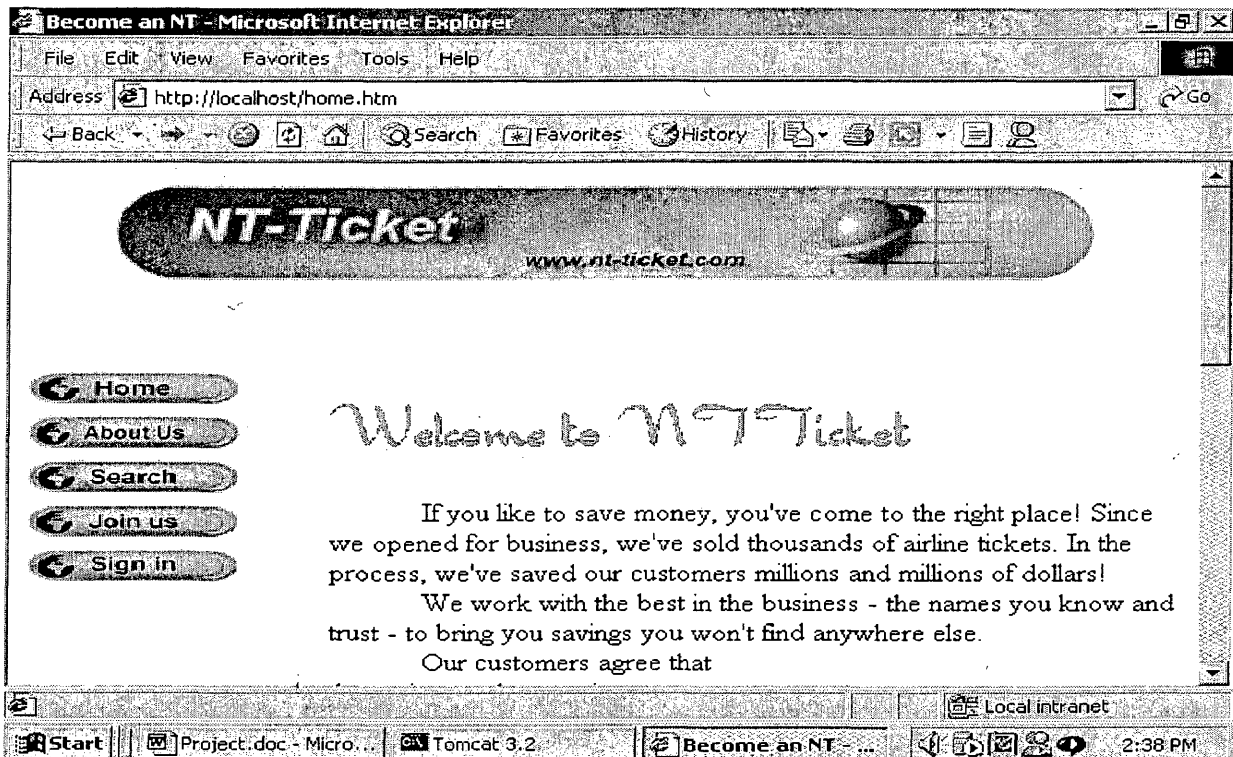 Become an NT - Microsoft Internet Explorer
File Edit View Favorites Tools Help
Address http://localhost/home.htm Go
Back Search Favorites History
NT-Ticket
www.nt-ticket.com
Home
About Us
Search
Join us
Sign in
Welcome to NT Ticket
If you like to save money, you've come to the right place! Since
we opened for business, we've sold thousands of airline tickets. In the
process, we've saved our customers millions and millions of dollars!
We work with the best in the business - the names you know and
trust - to bring you savings you won't find anywhere else.
Our customers agree that
Local intranet
Start Project.doc - Micro... Tomcat 3.2 Become an NT - ... 2:38 PM